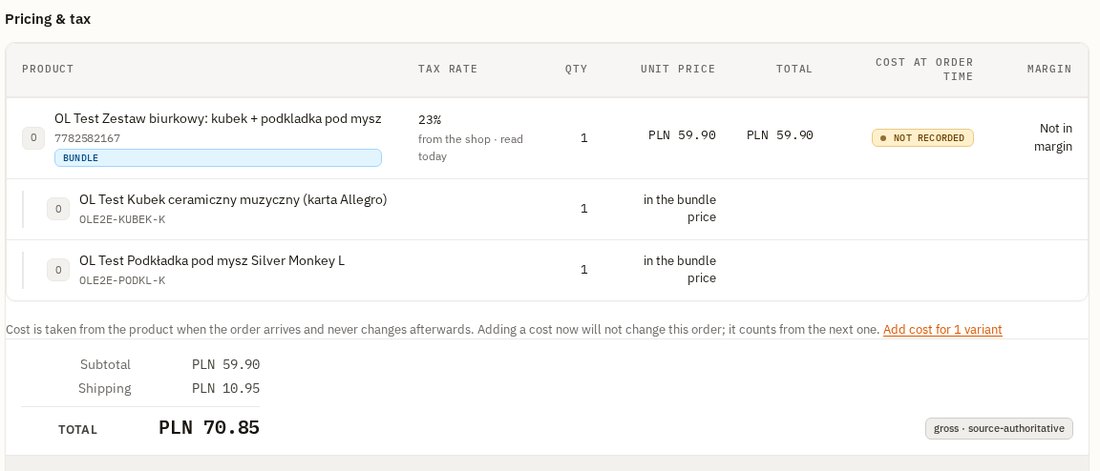 Pricing & tax
PRODUCT TAX RATE QTY UNIT PRICE TOTAL COST AT ORDER TIME MARGIN
O OL Test Zestaw biurkowy: kubek + podkladka pod mysz
7782582167
BUNDLE
23%
from the shop · read
today
1
PLN 59.90
PLN 59.90
NOT RECORDED
Not in
margin
O OL Test Kubek ceramiczny muzyczny (karta Allegro)
OLE2E-KUBEK-K
1
in the bundle
price
O OL Test Podkładka pod mysz Silver Monkey L
OLE2E-PODKL-K
1
in the bundle
price
Cost is taken from the product when the order arrives and never changes afterwards. Adding a cost now will not change this order; it counts from the next one. Add cost for 1 variant
Subtotal PLN 59.90
Shipping PLN 10.95
TOTAL PLN 70.85
gross · source-authoritative